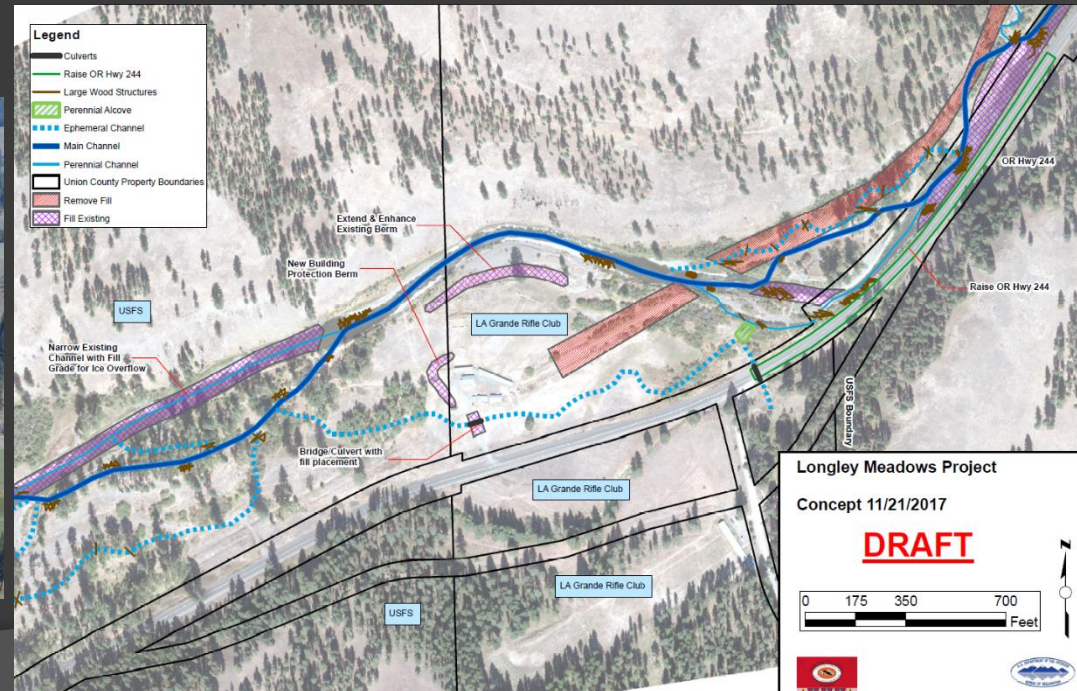 Legend
Culverts
Raise OR Hwy 244
Large Wood Structures
Perennial Alcove
Ephemeral Channel
Main Channel
Perennial Channel
Union County Property Boundaries
Remove Fill
Fill Existing
OR Hwy 244
Extend & Enhance
Existing Berm
New Building
Protection Berm
Raise OR Hwy 244
USFS
LA Grande Rifle Club
Narrow Existing
Channel with Fill
Grade for Ice Overflow
USFS Boundary
Bridge/Culvert with
fill placement
LA Grande Rifle Club
LA Grande Rifle Club
USFS
Longley Meadows Project
Concept 11/21/2017
DRAFT
Z
0 175 350 700
Feet